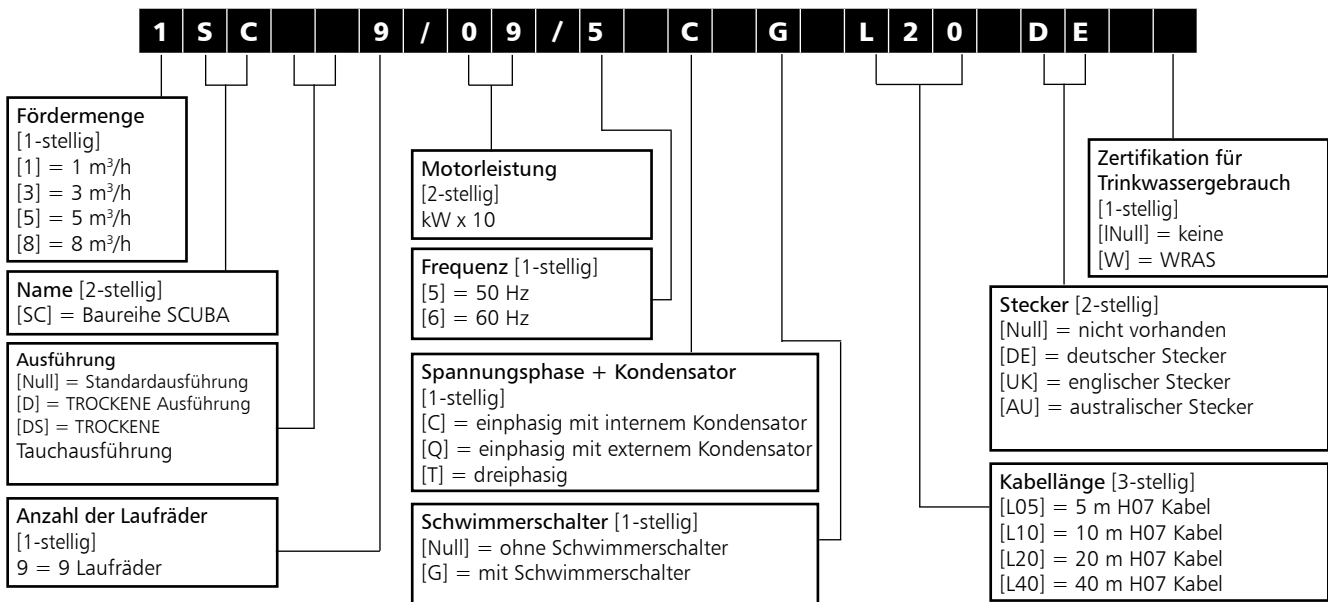 1 SC 9/09/5 C G L20 DE
Fördermenge
[1-stellig]
[1] = 1 m³/h
[3] = 3 m³/h
[5] = 5 m³/h
[8] = 8 m³/h
Name [2-stellig]
[SC] = Baureihe SCUBA
Ausführung
[Null] = Standardausführung
[D] = TROCKENE Ausführung
[DS] = TROCKENE
Tauchausführung
Anzahl der Laufräder
[1-stellig]
9 = 9 Laufräder
Motorleistung
[2-stellig]
kW x 10
Frequenz [1-stellig]
[5] = 50 Hz
[6] = 60 Hz
Spannungsphase + Kondensator
[1-stellig]
[C] = einphasig mit internem Kondensator
[Q] = einphasig mit externem Kondensator
[T] = dreiphasig
Schwimmerschalter [1-stellig]
[Null] = ohne Schwimmerschalter
[G] = mit Schwimmerschalter
Zertifikation für
Trinkwassergebrauch
[1-stellig]
[lNull] = keine
[W] = WRAS
Stecker [2-stellig]
[Null] = nicht vorhanden
[DE] = deutscher Stecker
[UK] = englischer Stecker
[AU] = australischer Stecker
Kabellänge [3-stellig]
[L05] = 5 m H07 Kabel
[L10] = 10 m H07 Kabel
[L20] = 20 m H07 Kabel
[L40] = 40 m H07 Kabel